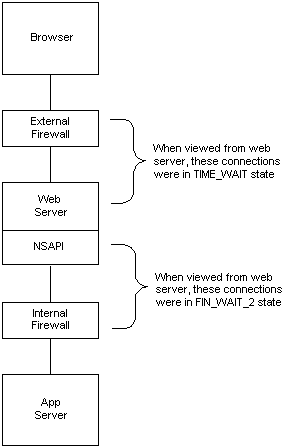 Browser
External
Firewall
When viewed from web
server, these connections
were in TIME_WAIT state
Web
Server
NSAPI
When viewed from web
server, these connections
were in FIN_WAIT_2 state
Internal
Firewall
App
Server